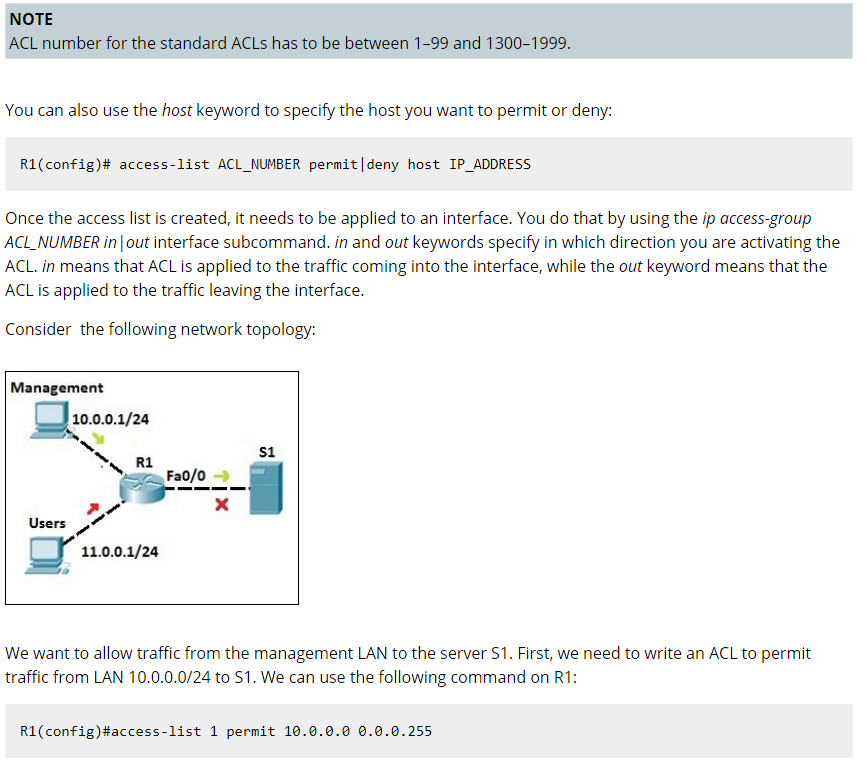 NOTE
ACL number for the standard ACLs has to be between 1–99 and 1300–1999.
You can also use the host keyword to specify the host you want to permit or deny:
R1(config)# access-list ACL_NUMBER permit|deny host IP_ADDRESS
Once the access list is created, it needs to be applied to an interface. You do that by using the ip access-group
ACL_NUMBER in|out interface subcommand. in and out keywords specify in which direction you are activating the
ACL. in means that ACL is applied to the traffic coming into the interface, while the out keyword means that the
ACL is applied to the traffic leaving the interface.
Consider  the following network topology:
Management
10.0.0.1/24
S1
R1
Fa0/0
Users
11.0.0.1/24
We want to allow traffic from the management LAN to the server S1. First, we need to write an ACL to permit
traffic from LAN 10.0.0.0/24 to S1. We can use the following command on R1:
R1(config)#access-list 1 permit 10.0.0.0 0.0.0.255